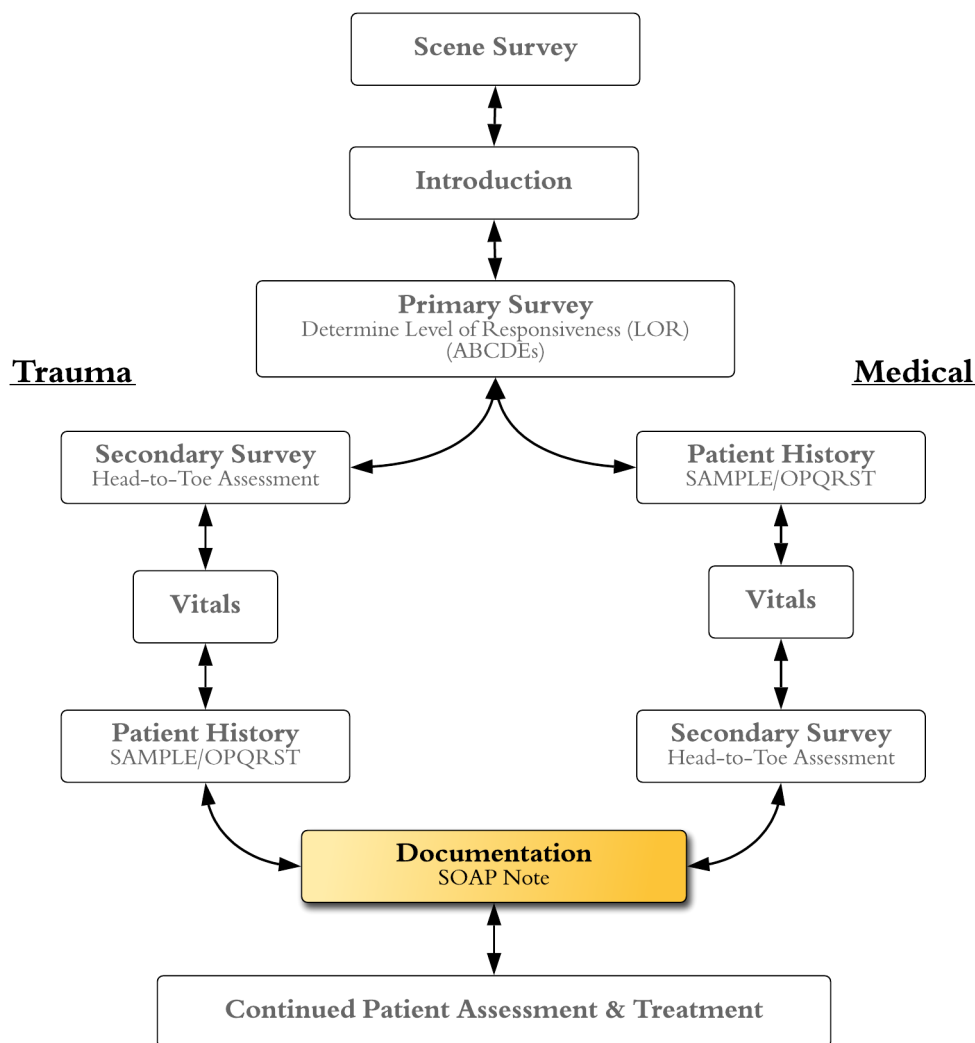 Scene Survey
Introduction
Primary Survey
Determine Level of Responsiveness (LOR)
(ABCDEs)
Trauma
Medical
Secondary Survey
Head-to-Toe Assessment
Patient History
SAMPLE/OPQRST
Vitals
Vitals
Patient History
SAMPLE/OPQRST
Secondary Survey
Head-to-Toe Assessment
Documentation
SOAP Note
Continued Patient Assessment & Treatment